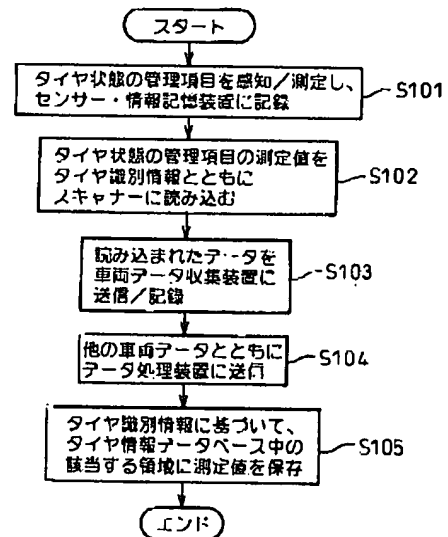 スタート
タイヤ状態の管理項目を感知/測定し、
センサー・情報記憶装置に記録
S101
タイヤ状態の管理項目の測定値を
タイヤ識別情報とともに
スキャナーに読み込む
S102
読み込まれたデータを
車両データ収集装置に
送信/記録
S103
他の車両データとともに
データ処理装置に送信
S104
タイヤ識別情報に基づいて、
タイヤ情報データベース中の
該当する領域に測定値を保存
S105
エンド